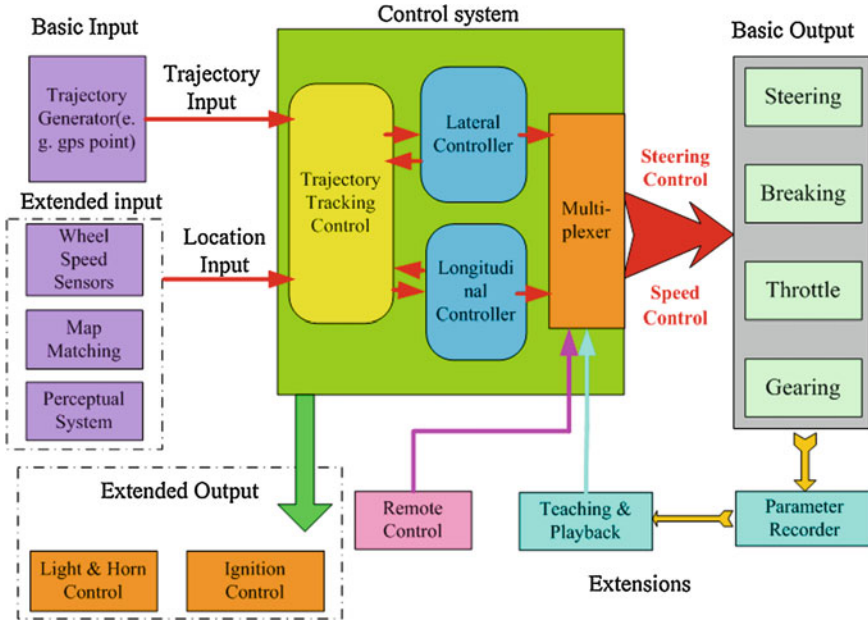 Basic Input
Control system
Basic Output
Trajectory
Generator(e.
g. gps point)
Trajectory
Input
Extended input
Wheel
Speed
Sensors
Map
Matching
Perceptual
System
Location
Input
Trajectory
Tracking
Control
Lateral
Controller
Longitudi
nal
Controller
Multi-
plexer
Steering
Control
Speed
Control
Steering
Breaking
Throttle
Gearing
Extended Output
Light & Horn
Control
Ignition
Control
Remote
Control
Teaching &
Playback
Parameter
Recorder
Extensions